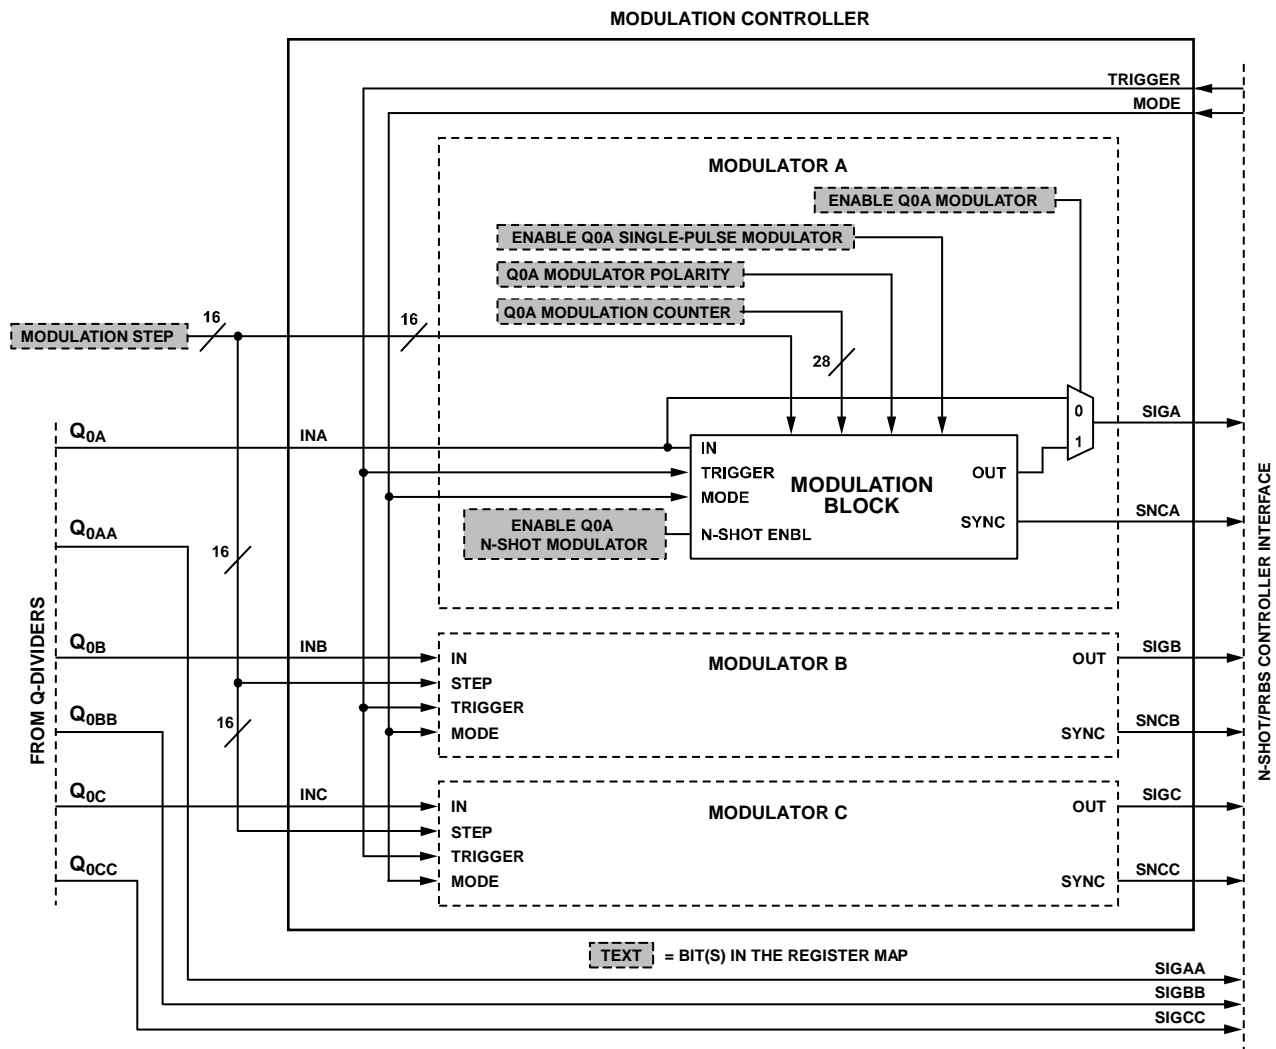 MODULATION CONTROLLER
TRIGGER
MODE
MODULATOR A
ENABLE Q0A MODULATOR
ENABLE Q0A SINGLE-PULSE MODULATOR
Q0A MODULATOR POLARITY
Q0A MODULATION COUNTER
MODULATION STEP
16
16
28
0
1
SIGA
Q0A
INA
IN
TRIGGER
MODE
N-SHOT ENBL
MODULATION
BLOCK
OUT
SYNC
SNCA
ENABLE Q0A
N-SHOT MODULATOR
Q0AA
16
FROM Q-DIVIDERS
N-SHOT/PRBS CONTROLLER INTERFACE
Q0B
INB
IN
STEP
TRIGGER
MODE
MODULATOR B
OUT
SYNC
SIGB
SNCB
Q0BB
16
Q0C
INC
IN
STEP
TRIGGER
MODE
MODULATOR C
OUT
SYNC
SIGC
SNCC
Q0CC
TEXT = BIT(S) IN THE REGISTER MAP
SIGAA
SIGBB
SIGCC